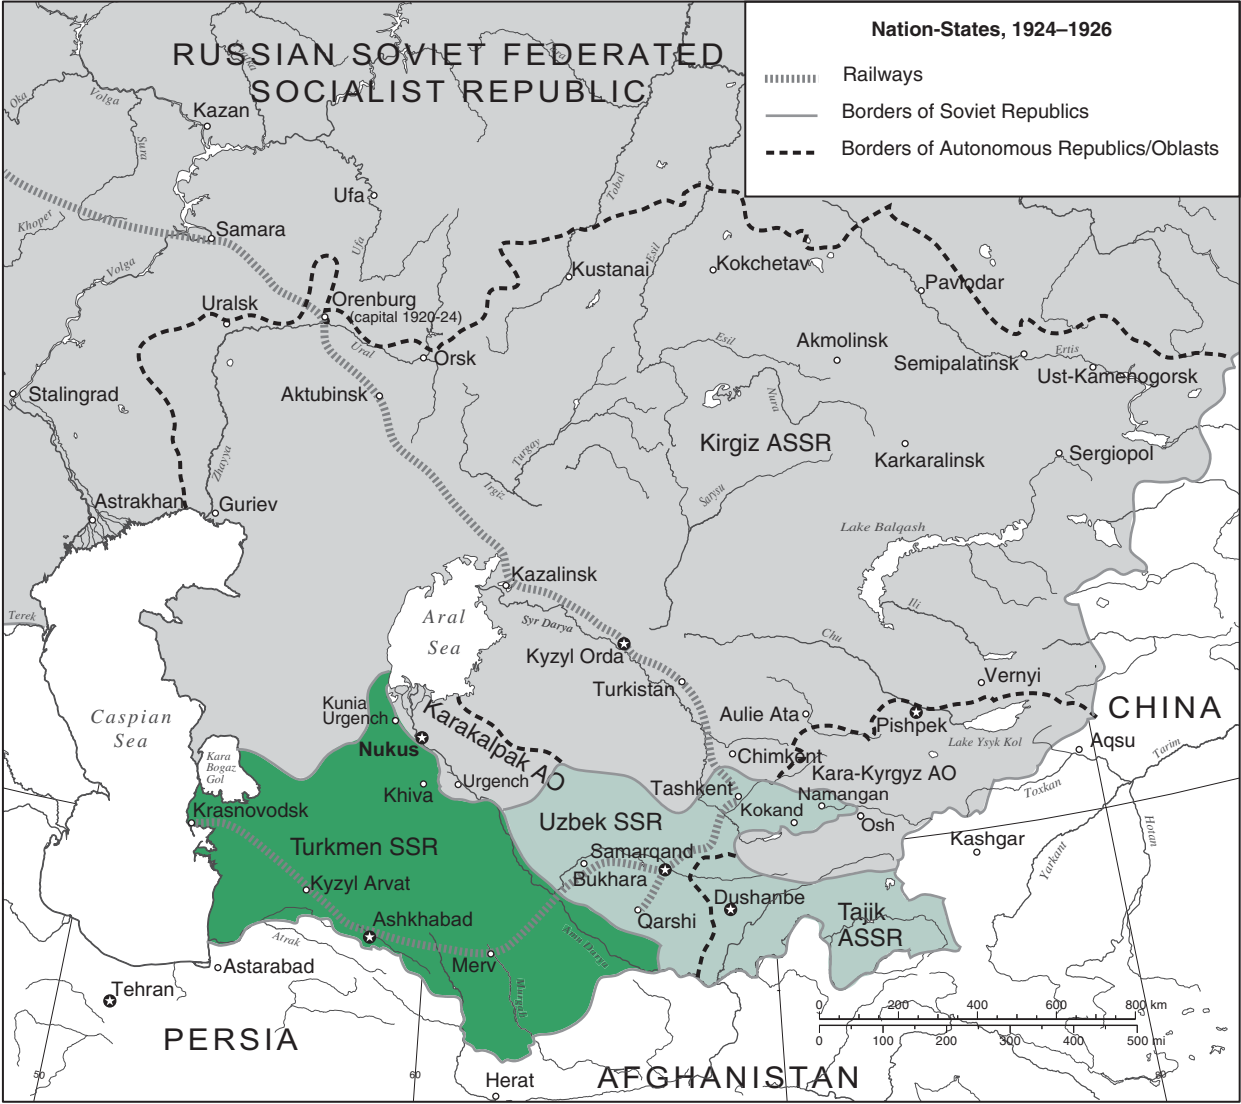 RUSSIAN SOVIET FEDERATED
SOCIALIST REPUBLIC
Nation-States, 1924–1926
Railways
Borders of Soviet Republics
Borders of Autonomous Republics/Oblasts
Oka
Volga
Kazan
Sura
Tobol
Ufa
Khoper
Samara
Ufa
Esil
Volga
Kustanai
Kokchetav
Pavlodar
Uralsk
Orenburg
(capital 1920-24)
Ural
Orsk
Esil
Akmolinsk
Semipalatinsk
Ertis
Ust-Kamenogorsk
Stalingrad
Aktubinsk
Nura
Kirgiz ASSR
Karkaralinsk
Sergiopol
Zhayya
Turgay
Irgiz
Sarysu
Astrakhan
Guriev
Lake Balqash
Kazalinsk
Aral
Sea
Syr Darya
Ili
Chu
Terek
Kyzyl Orda
Turkistan
Vernyi
Kunia
Urgench
Karakalpak AO
Aulie Ata
Pishpek
CHINA
Caspian
Sea
Nukus
Lake Ysyk Kol
Aqsu
Tarim
Kara
Bogaz
Gol
Chimkent
Khiva
Urgench
Tashkent
Kara-Kyrgyz AO
Namangan
Toxkan
Krasnovodsk
Kokand
Osh
Uzbek SSR
Kashgar
Hotan
Yarkant
Turkmen SSR
Samarqand
Bukhara
Kyzyl Arvat
Dushanbe
Ashkhabad
Qarshi
Tajik
ASSR
Amu Darya
Atrak
Merv
Astarabad
Murgab
Tehran
PERSIA
0 200 400 600 800 km
0 100 200 300 400 500 mi
50
60
Herat
AFGHANISTAN